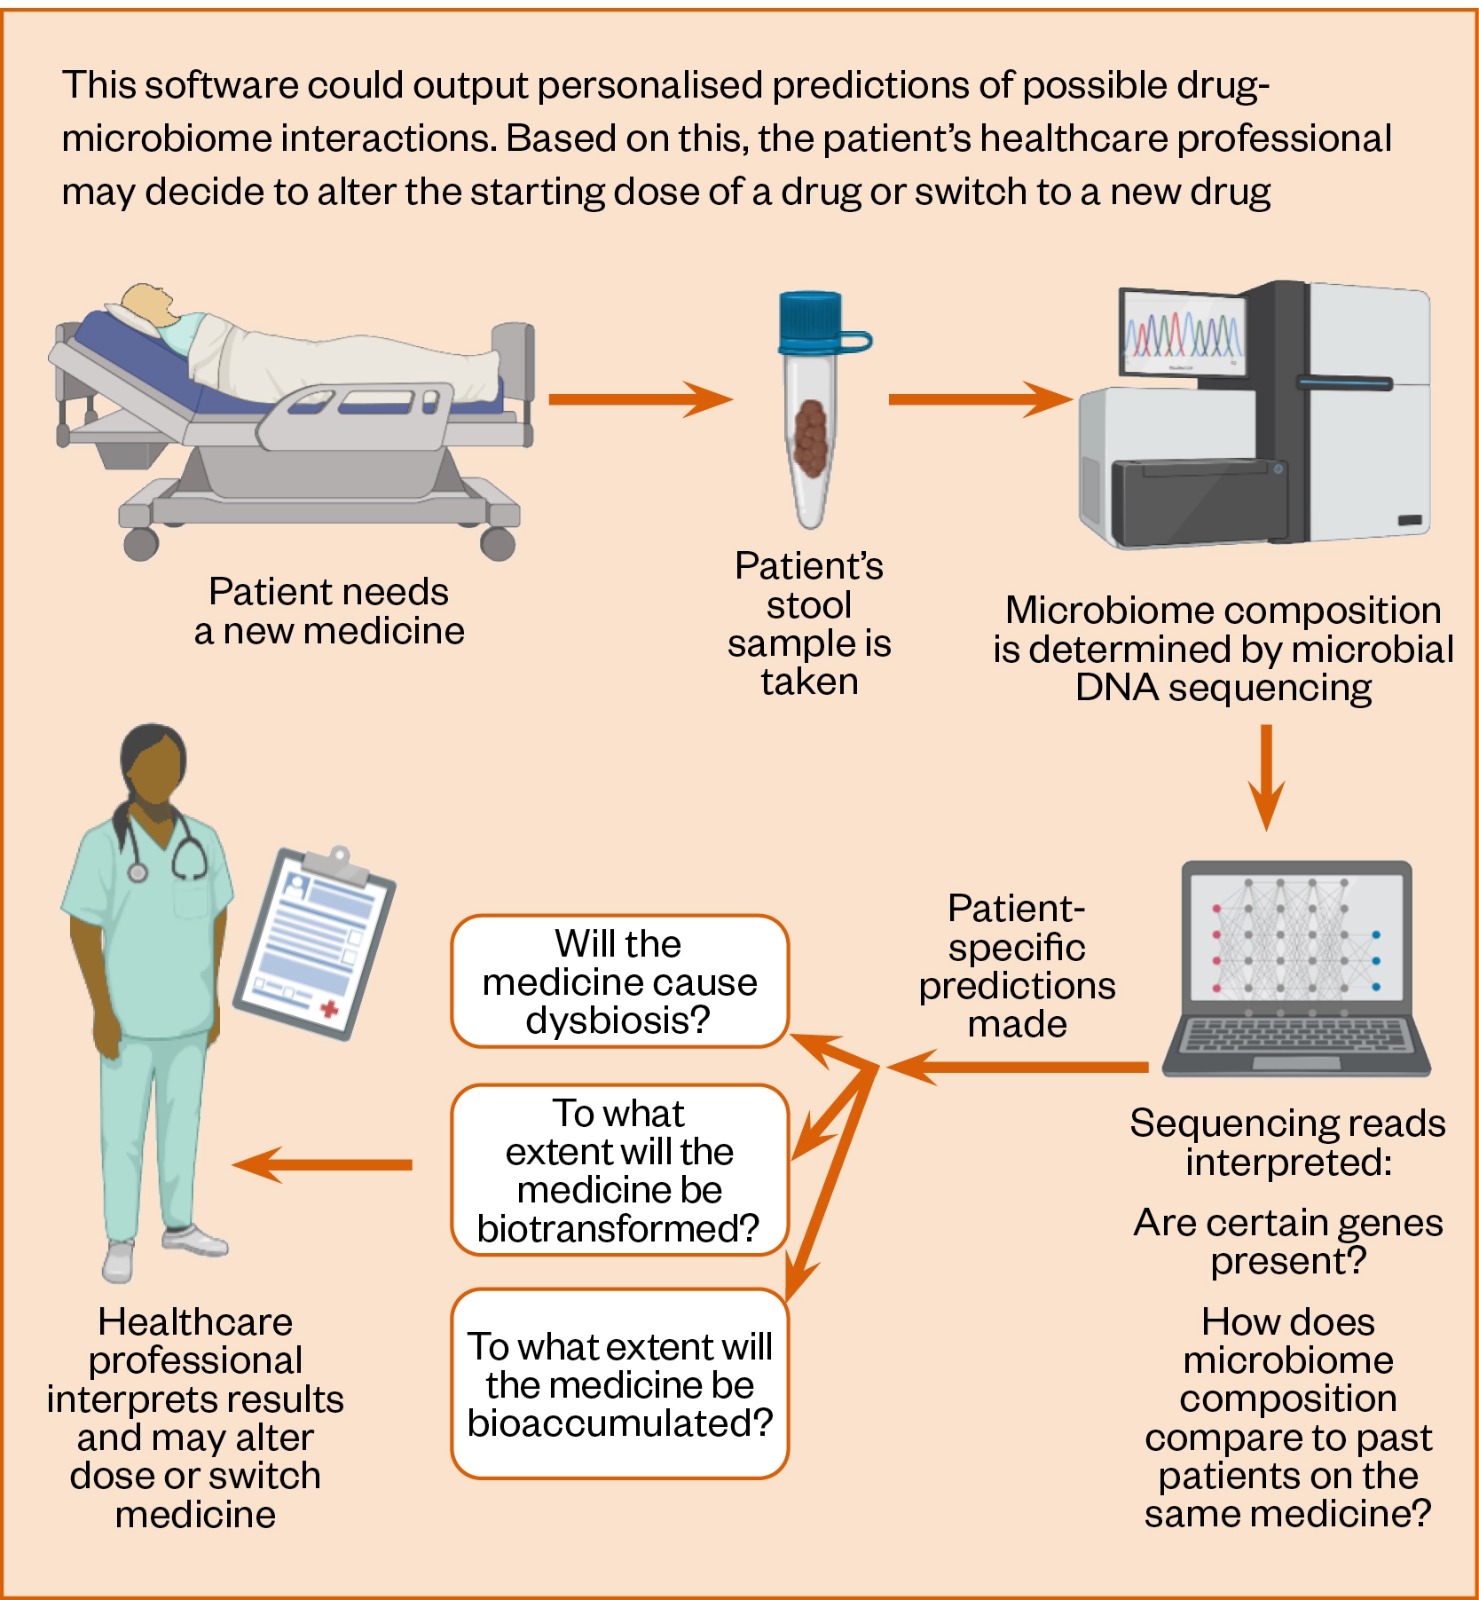 This software could output personalised predictions of possible drug-
microbiome interactions. Based on this, the patient’s healthcare professional
may decide to alter the starting dose of a drug or switch to a new drug
Patient needs
a new medicine
Patient’s
stool
sample is
taken
Microbiome composition
is determined by microbial
DNA sequencing
Sequencing reads
interpreted:
Are certain genes
present?
How does
microbiome
composition
compare to past
patients on the
same medicine?
Patient-
specific
predictions
made
Will the
medicine cause
dysbiosis?
To what
extent will the
medicine be
biotransformed?
To what extent will
the medicine be
bioaccumulated?
Healthcare
professional
interprets results
and may alter
dose or switch
medicine